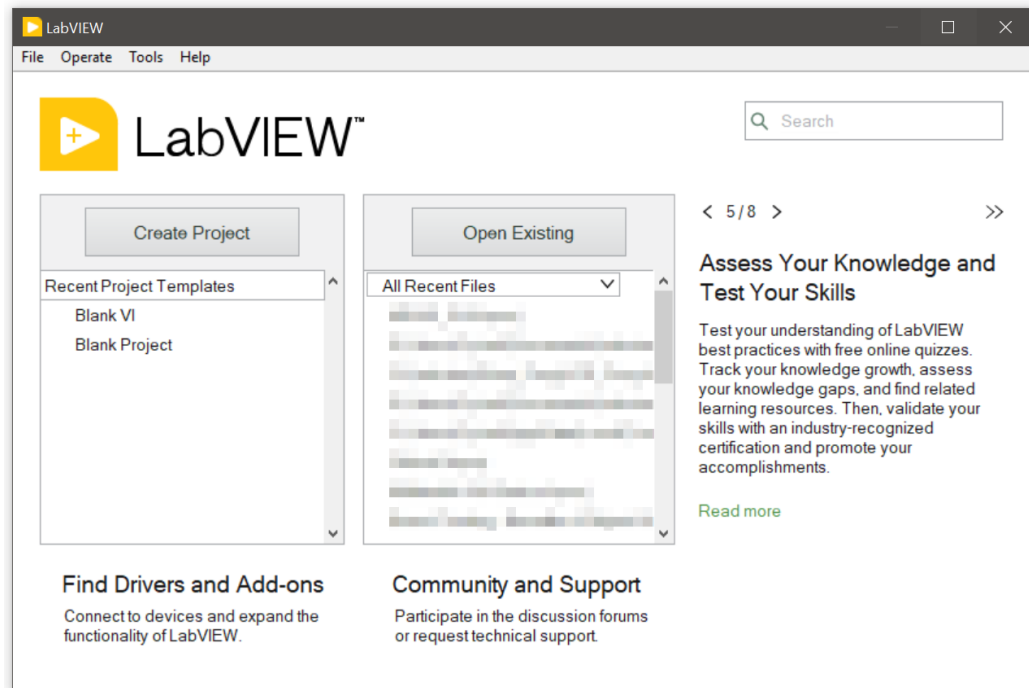 LabVIEW
File Operate Tools Help
LabVIEW™
Search
Create Project
Recent Project Templates
Blank VI
Blank Project
Open Existing
All Recent Files
< 5/8 > >>
Assess Your Knowledge and
Test Your Skills
Test your understanding of LabVIEW
best practices with free online quizzes.
Track your knowledge growth, assess
your knowledge gaps, and find related
learning resources. Then, validate your
skills with an industry-recognized
certification and promote your
accomplishments.
Read more
Find Drivers and Add-ons
Connect to devices and expand the
functionality of LabVIEW.
Community and Support
Participate in the discussion forums
or request technical support.